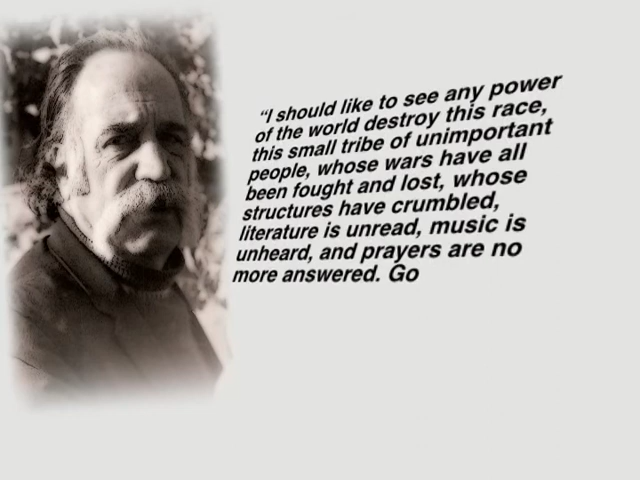 “I should like to see any power
of the world destroy this race,
this small tribe of unimportant
people, whose wars have all
been fought and lost, whose
structures have crumbled,
literature is unread, music is
unheard, and prayers are no
more answered. Go